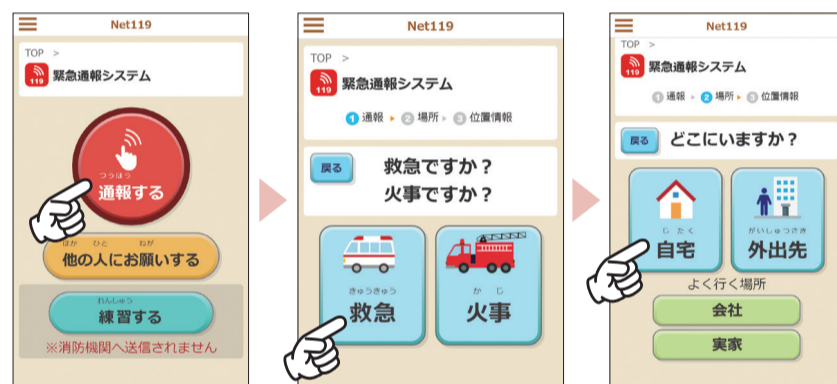 Net119
TOP >
119
緊急通報システム
つうほう
通報する
ほか ひと ねが
他の人にお願いする
れんしゅう
練習する
※消防機関へ送信されません
Net119
TOP >
119
緊急通報システム
1 通報 ▸ 2 場所 ▸ 3 位置情報
戻る
救急ですか？
火事ですか？
きゅうきゅう
救急
かじ
火事
Net119
TOP >
119
緊急通報システム
1 通報 ▸ 2 場所 ▸ 3 位置情報
戻る
どこにいますか？
じたく
自宅
がいしゅつさき
外出先
よく行く場所
会社
実家